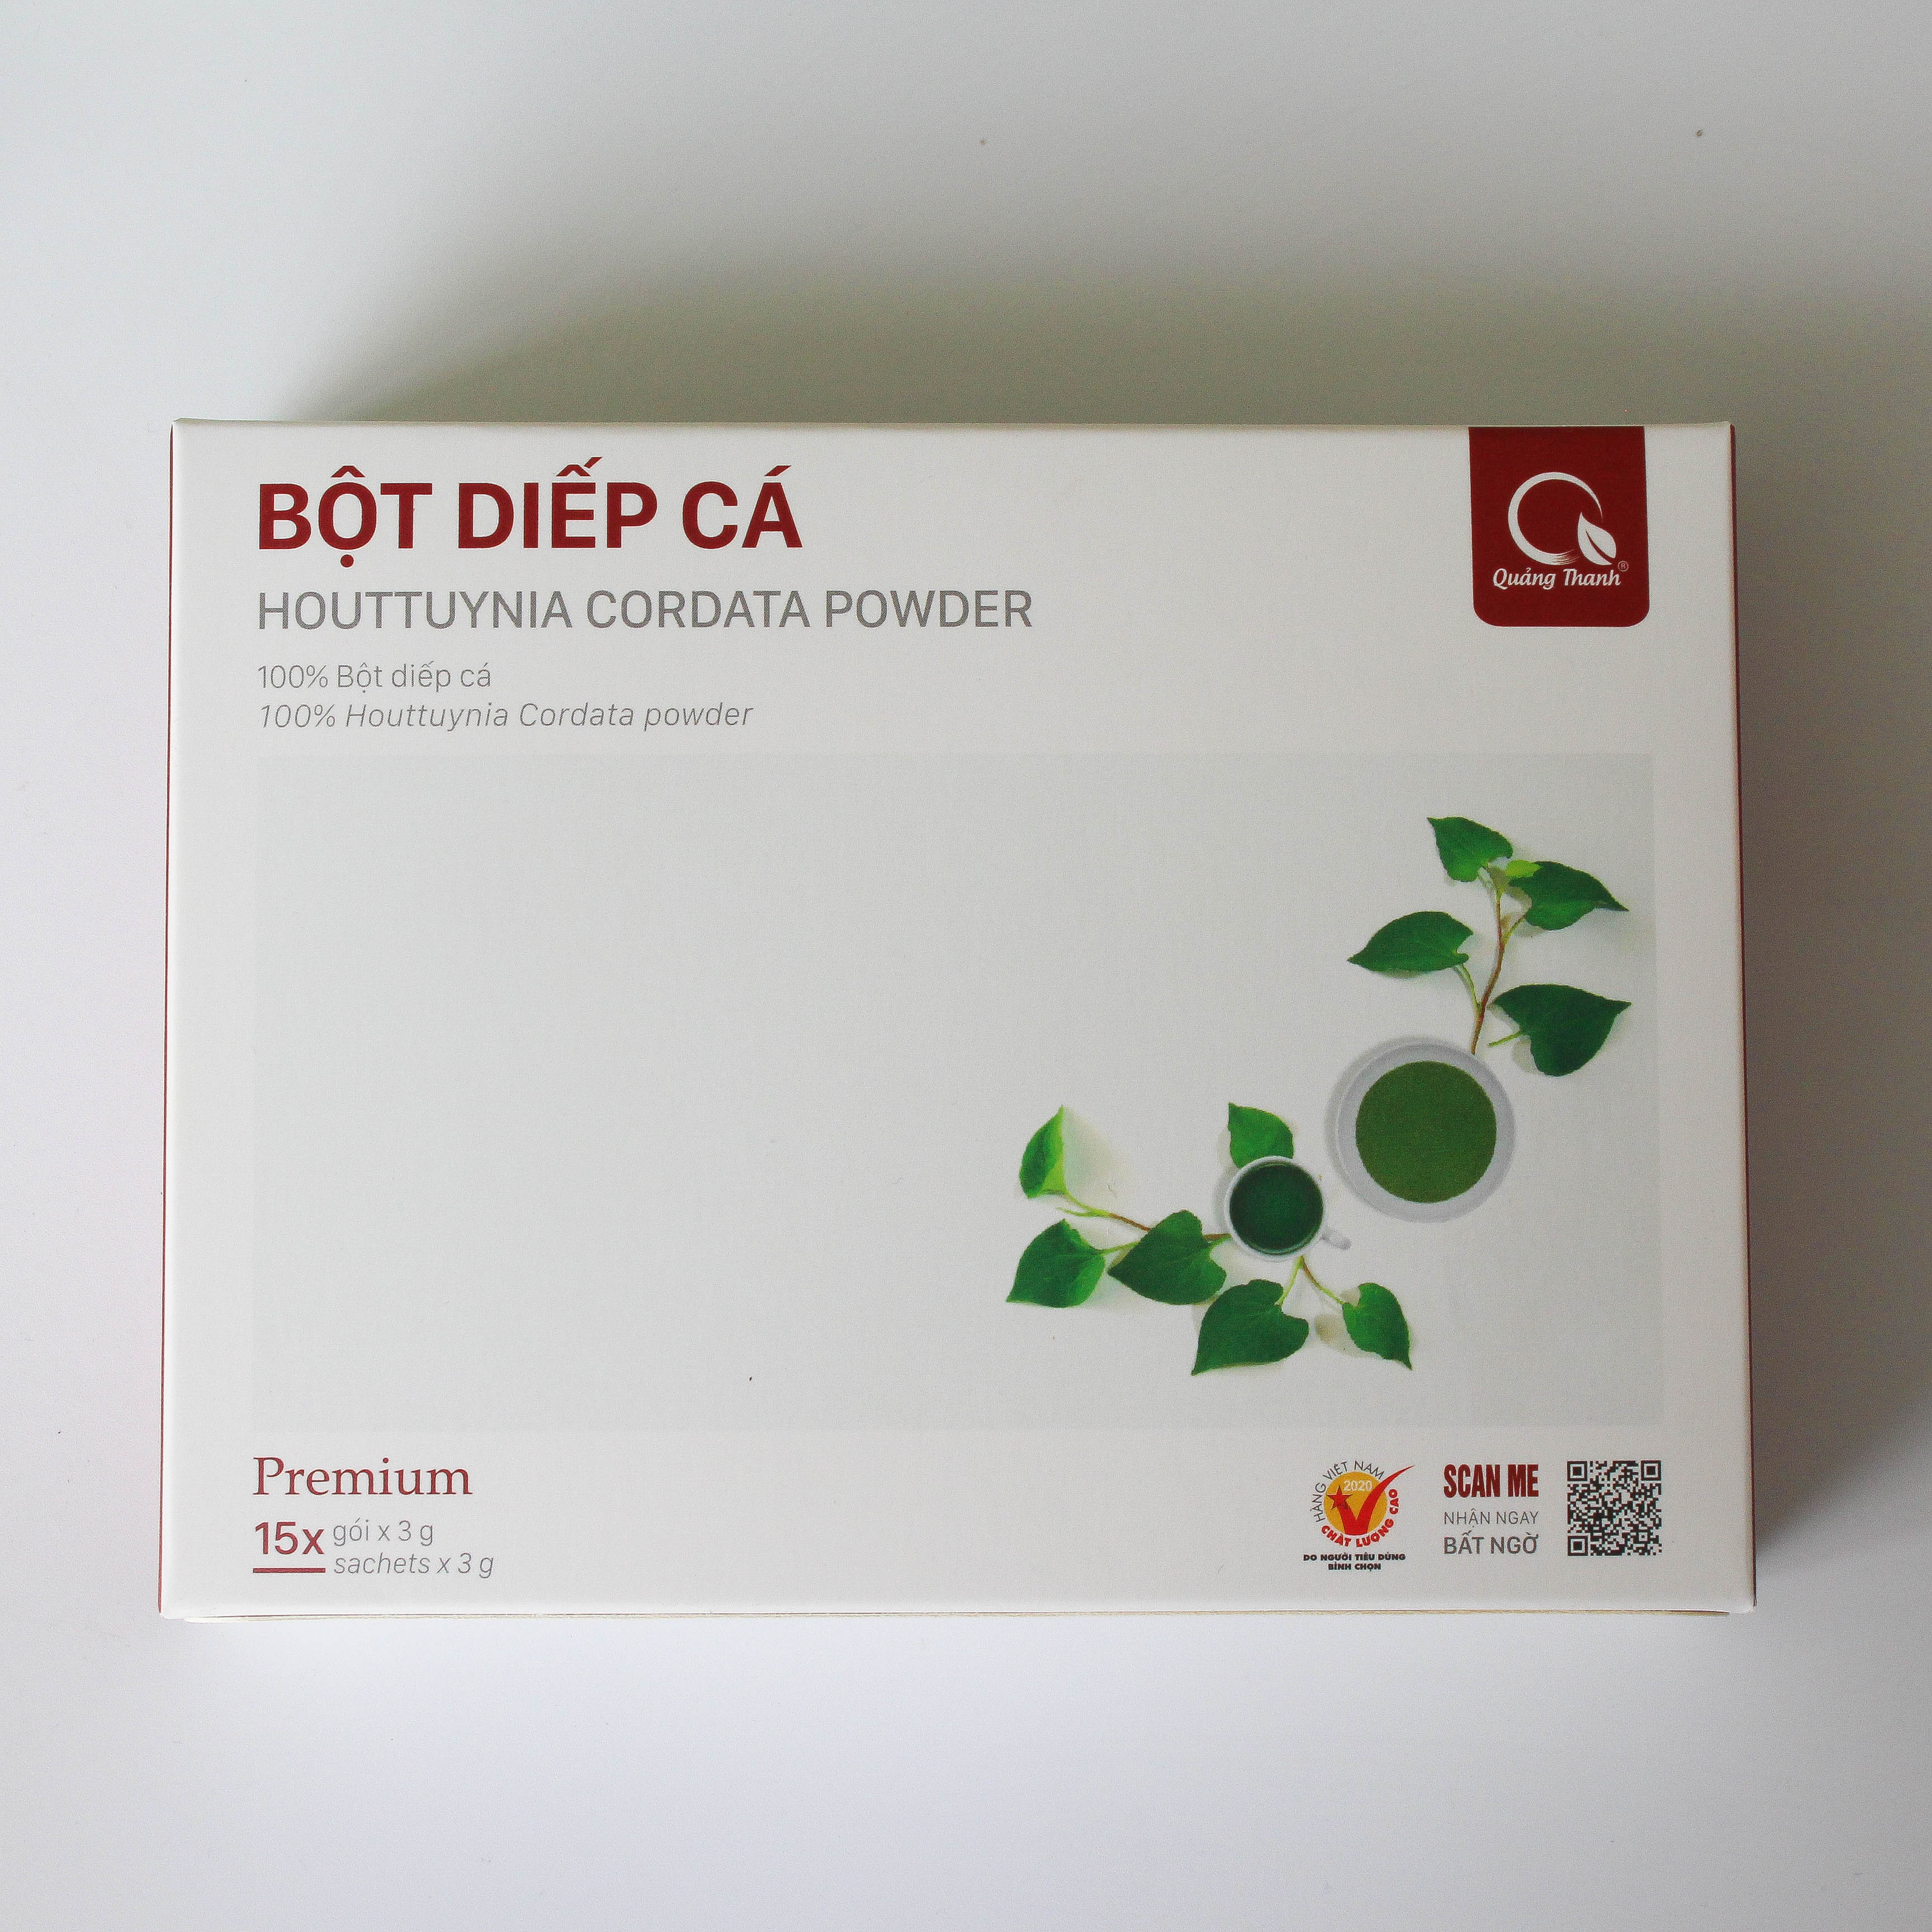 BỘT DIẾP CÁ
HOUTTUYNIA CORDATA POWDER
100% Bột diếp cá
100% Houttuynia Cordata powder
Quảng Thanh®
Premium
15x gói x 3 g
sachets x 3 g
HÀNG VIỆT NAM
2020
CHẤT LƯỢNG CAO
DO NGƯỜI TIÊU DÙNG
BÌNH CHỌN
SCAN ME
NHẬN NGAY
BẤT NGỜ